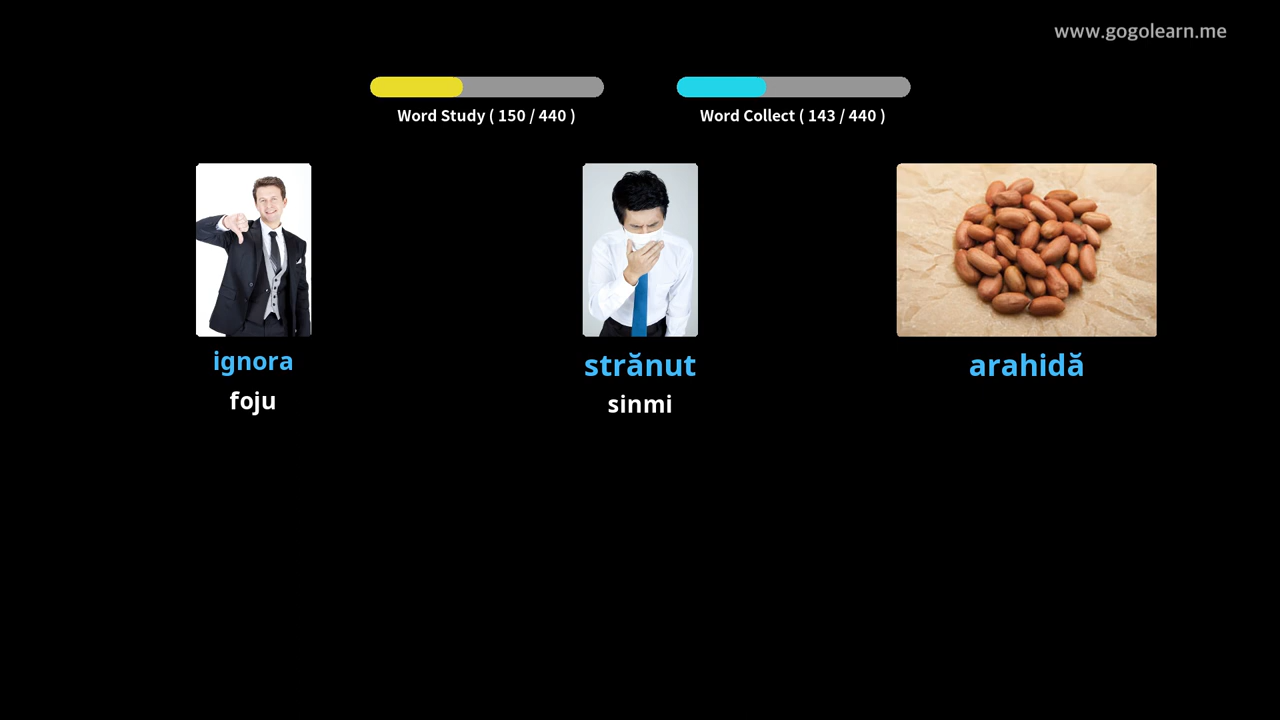 www.gogolearn.me
Word Study ( 150 / 440 )
Word Collect ( 143 / 440 )
ignora
foju
strănut
sinmi
arahidă